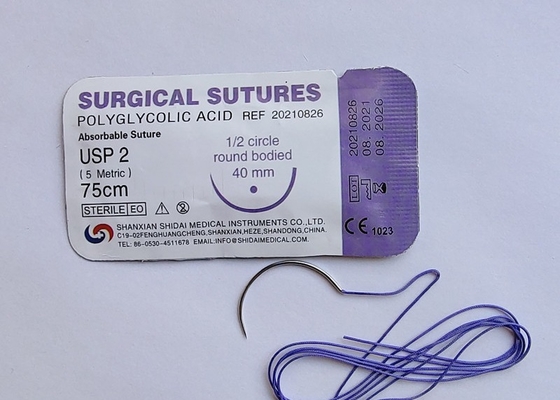 SURGICAL SUTURES
POLYGLYCOLIC ACID REF 20210826
Absorbable Suture
USP 2
( 5 Metric )
75cm
1/2 circle
round bodied
40 mm
STERILE EO
SHANXIAN SHIDAI MEDICAL INSTRUMENTS CO.,LTD.
C19-02FENGHUANGCHENG,SHANXIAN,HEZE,SHANDONG,CHINA.
TEL: 86-0530-4511678 EMAIL:INFO@SHIDAIMEDICAL.COM.
LOT 20210826
08. 2021
08. 2026
CE 1023